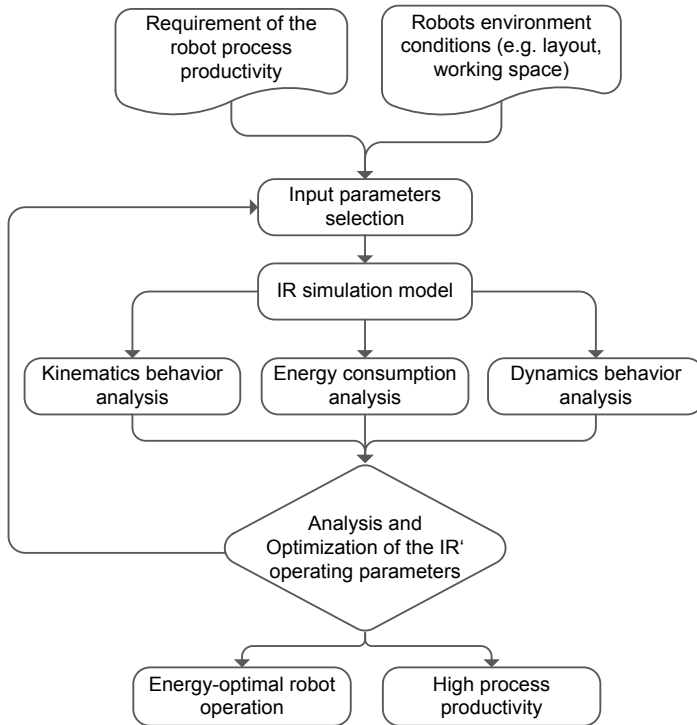 Requirement of the
robot process
productivity
Robots environment
conditions (e.g. layout,
working space)
Input parameters
selection
IR simulation model
Kinematics behavior
analysis
Energy consumption
analysis
Dynamics behavior
analysis
Analysis and
Optimization of the IR‘
operating parameters
Energy-optimal robot
operation
High process
productivity